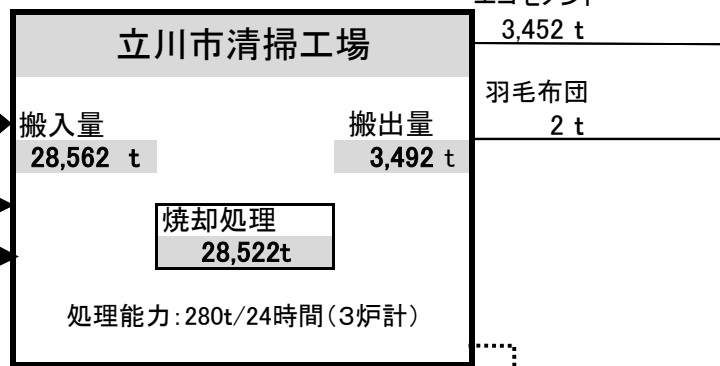 3,452 t
立川市清掃工場
羽毛布団
2 t
搬入量
28,562 t
搬出量
3,492 t
焼却処理
28,522t
処理能力:280t/24時間(3炉計)